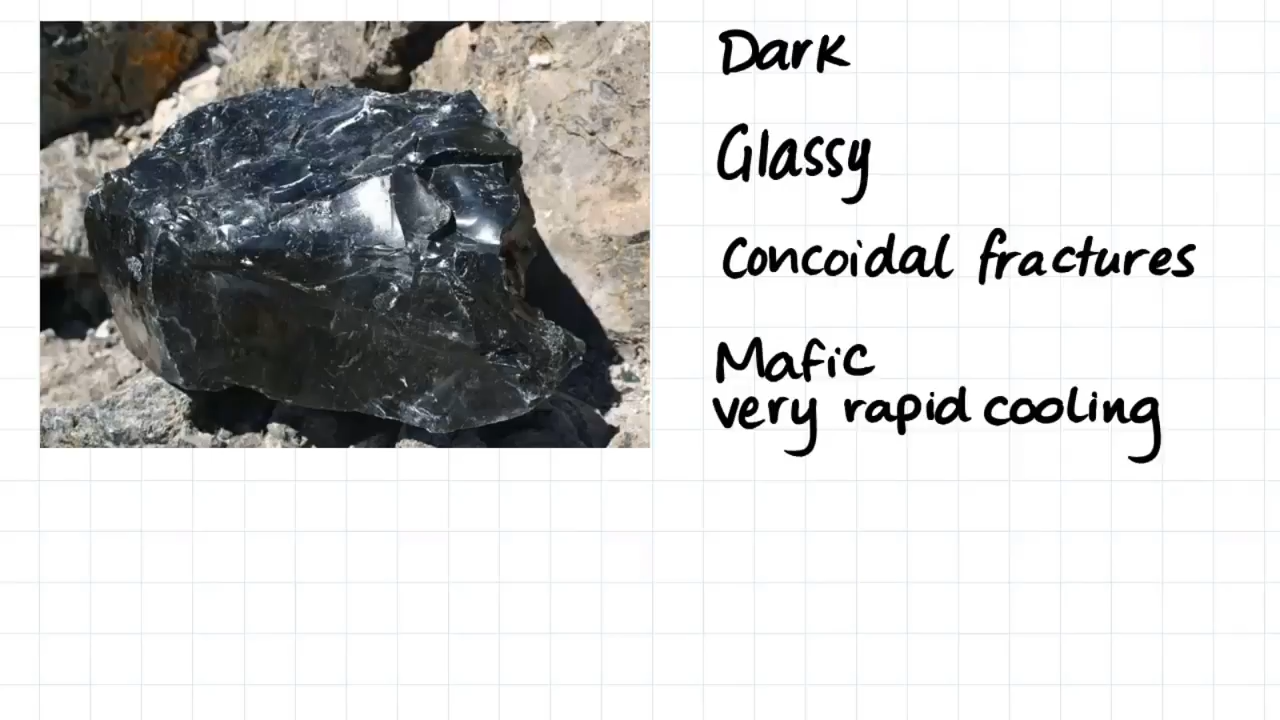 Dark
Glassy
Concoidal fractures
Mafic
very rapid cooling